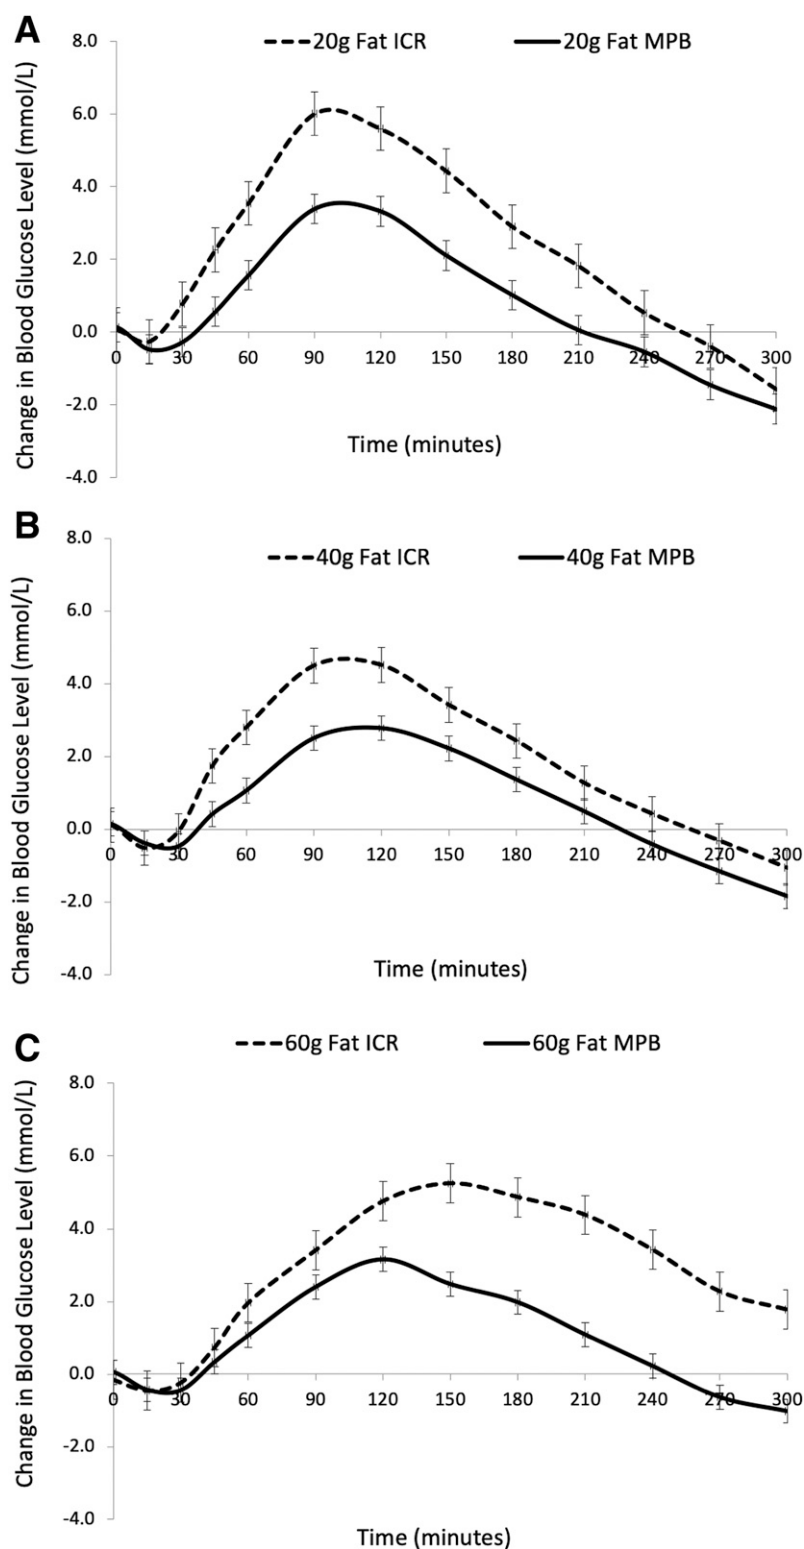 A
8.0
20g Fat ICR 20g Fat MPB
6.0
4.0
2.0
0.0
0 30 60 90 120 150 180 210 240 270 300
-2.0
-4.0
Change in Blood Glucose Level (mmol/L)
Time (minutes)
B
8.0
40g Fat ICR 40g Fat MPB
6.0
4.0
2.0
0.0
0 30 60 90 120 150 180 210 240 270 300
-2.0
-4.0
Change in Blood Glucose Level (mmol/L)
Time (minutes)
C
60g Fat ICR 60g Fat MPB
8.0
6.0
4.0
2.0
0.0
0 30 60 90 120 150 180 210 240 270 300
-2.0
-4.0
Change in Blood Glucose Level (mmol/L)
Time (minutes)